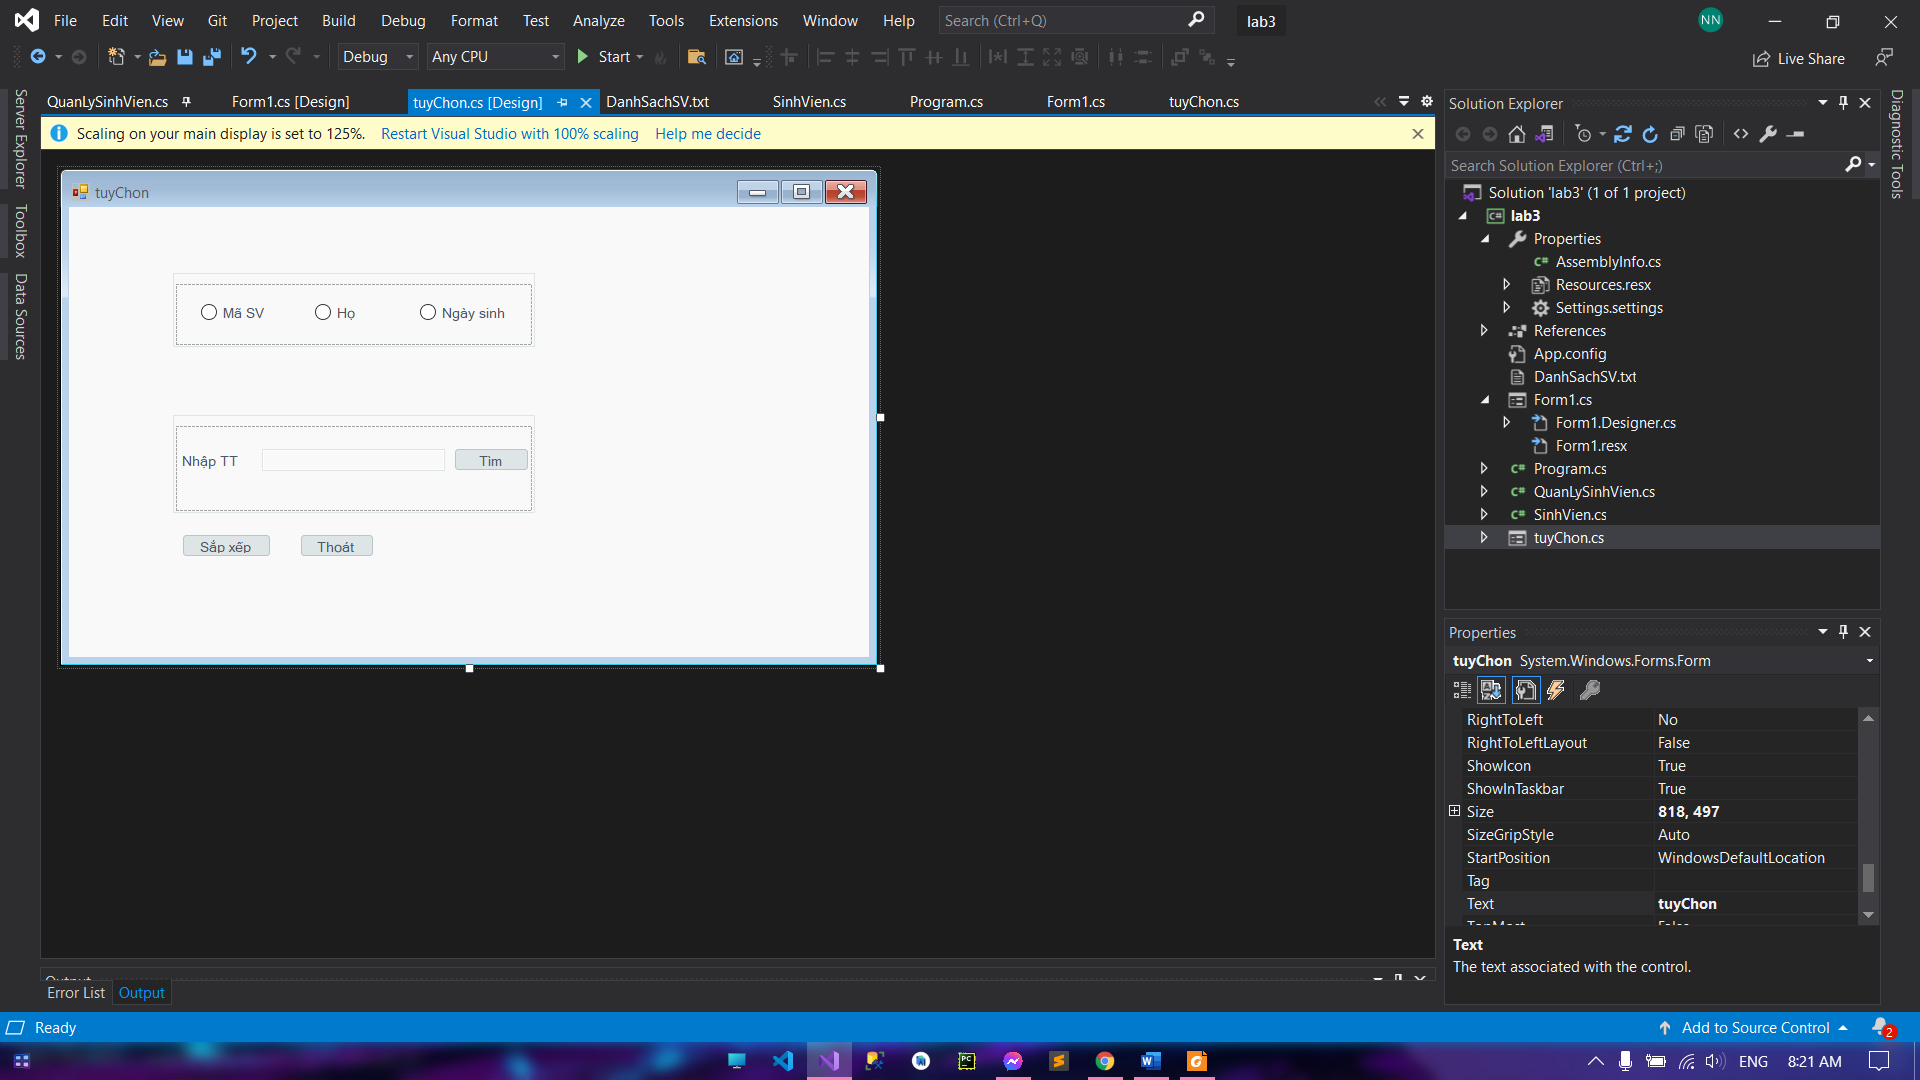 File Edit View Git Project Build Debug Format Test Analyze Tools Extensions Window Help Search (Ctrl+Q) lab3 NN
Debug Any CPU Start Live Share
QuanLySinhVien.cs Form1.cs [Design] tuyChon.cs [Design] DanhSachSV.txt SinhVien.cs Program.cs Form1.cs tuyChon.cs
Scaling on your main display is set to 125%. Restart Visual Studio with 100% scaling Help me decide
Server Explorer
Toolbox
Data Sources
tuyChon
Mã SV Họ Ngày sinh
Nhập TT Tìm
Sắp xếp Thoát
Output
Error List Output
Solution Explorer
Search Solution Explorer (Ctrl+;)
Solution 'lab3' (1 of 1 project)
C# lab3
Properties
C# AssemblyInfo.cs
Resources.resx
Settings.settings
References
App.config
DanhSachSV.txt
Form1.cs
Form1.Designer.cs
Form1.resx
C# Program.cs
C# QuanLySinhVien.cs
C# SinhVien.cs
tuyChon.cs
Diagnostic Tools
Properties
tuyChon System.Windows.Forms.Form
RightToLeft No
RightToLeftLayout False
ShowIcon True
ShowInTaskbar True
Size 818, 497
SizeGripStyle Auto
StartPosition WindowsDefaultLocation
Tag
Text tuyChon
TopMost False
Text
The text associated with the control.
Ready Add to Source Control 2
PC W ENG 8:21 AM